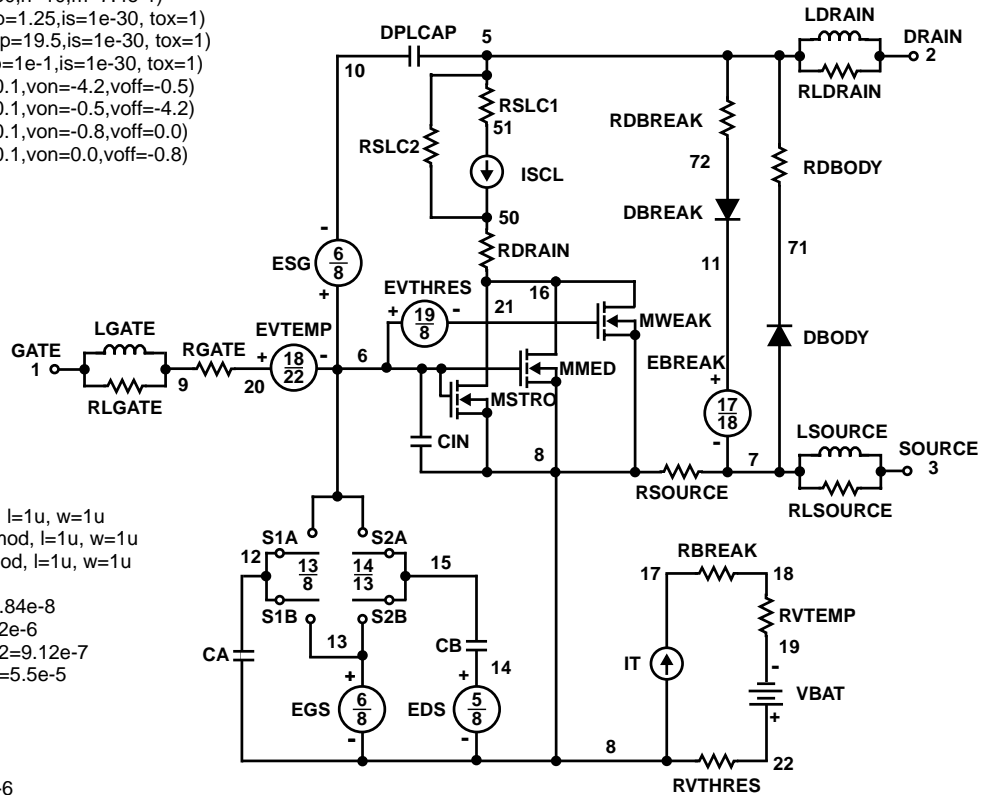 p=1.25,is=1e-30, tox=1)
p=19.5,is=1e-30, tox=1)
=1e-1,is=1e-30, tox=1)
0.1,von=-4.2,voff=-0.5)
0.1,von=-0.5,voff=-4.2)
0.1,von=-0.8,voff=0.0)
0.1,von=0.0,voff=-0.8)
LDRAIN
DPLCAP 5 DRAIN
10 2
RSLC1 RLDRAIN
51 RDBREAK
RSLC2
ISCL 72 RDBODY
50 DBREAK
RDRAIN 71
- 11
ESG 6/8
+ EVTHRES 16
+ 19/8 - 21 MWEAK
LGATE EVTEMP DBODY
GATE RGATE + 18/22 - 6 MMED EBREAK
1 9 20 +
RLGATE MSTRO 17/18
CIN - LSOURCE
8 7 SOURCE
3
RSOURCE
RLSOURCE
l=1u, w=1u
nod, l=1u, w=1u
od, l=1u, w=1u
S1A S2A
12 13/8 14/13 15 RBREAK
17 18
.84e-8
2e-6 S1B S2B RVTEMP
2=9.12e-7 13 CB 19
=5.5e-5 CA 14 IT -
+ + VBAT
EGS 6/8 EDS 5/8 +
- - 8 22
RVTHRES
-6